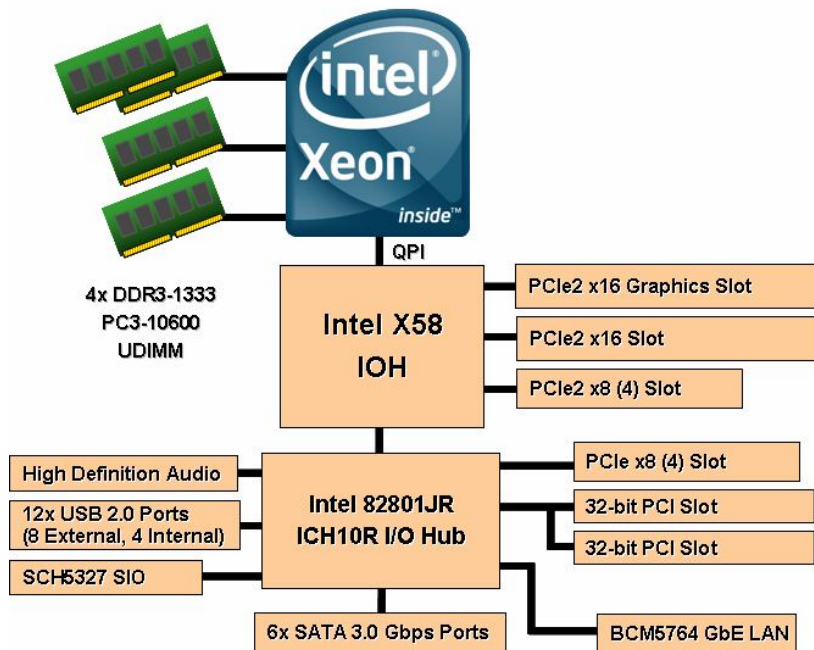 intel®
Xeon®
inside™
QPI
4x DDR3-1333
PC3-10600
UDIMM
Intel X58
IOH
PCIe2 x16 Graphics Slot
PCIe2 x16 Slot
PCIe2 x8 (4) Slot
High Definition Audio
12x USB 2.0 Ports
(8 External, 4 Internal)
SCH5327 SIO
Intel 82801JR
ICH10R I/O Hub
PCIe x8 (4) Slot
32-bit PCI Slot
32-bit PCI Slot
6x SATA 3.0 Gbps Ports
BCM5764 GbE LAN